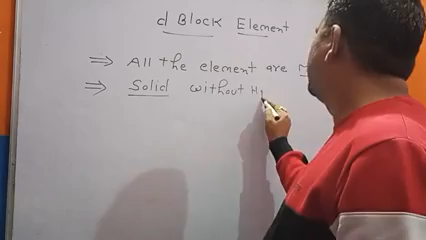 d Block Element
⇒ All the element are M
⇒ Solid without H